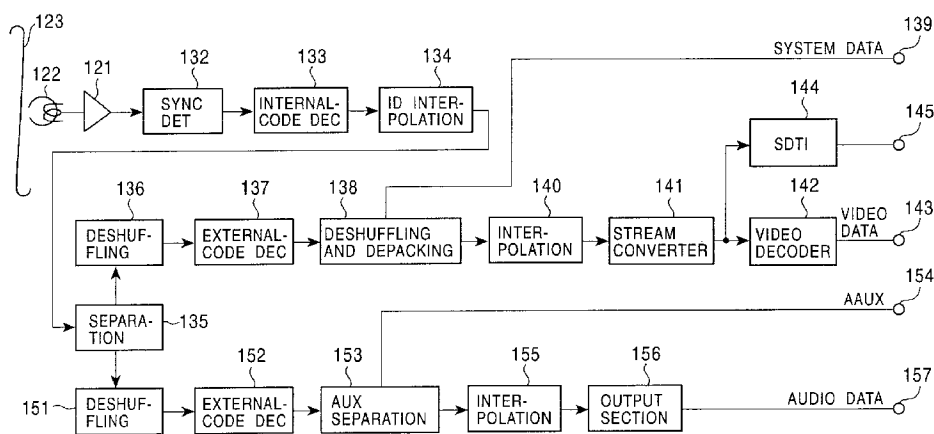 123
139
SYSTEM DATA
122
121
132
133
134
SYNC
DET
INTERNAL-
CODE DEC
ID INTER-
POLATION
144
145
SDTI
136
137
138
140
141
142
VIDEO
DATA
143
DESHUF-
FLING
EXTERNAL-
CODE DEC
DESHUFFLING
AND DEPACKING
INTER-
POLATION
STREAM
CONVERTER
VIDEO
DECODER
154
AAUX
SEPARA-
TION
135
152
153
155
156
157
151
DESHUF-
FLING
EXTERNAL-
CODE DEC
AUX
SEPARATION
INTER-
POLATION
OUTPUT
SECTION
AUDIO DATA